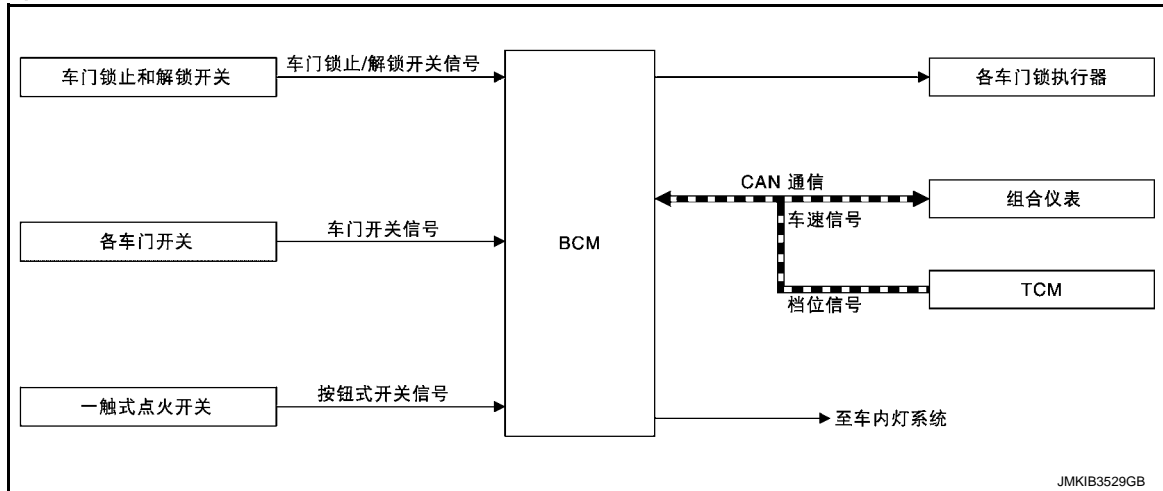 车门锁止和解锁开关
车门锁止/解锁开关信号
各车门锁执行器
CAN 通信
车速信号
组合仪表
各车门开关
车门开关信号
BCM
档位信号
TCM
一触式点火开关
按钮式开关信号
至车内灯系统
JMKIB3529GB